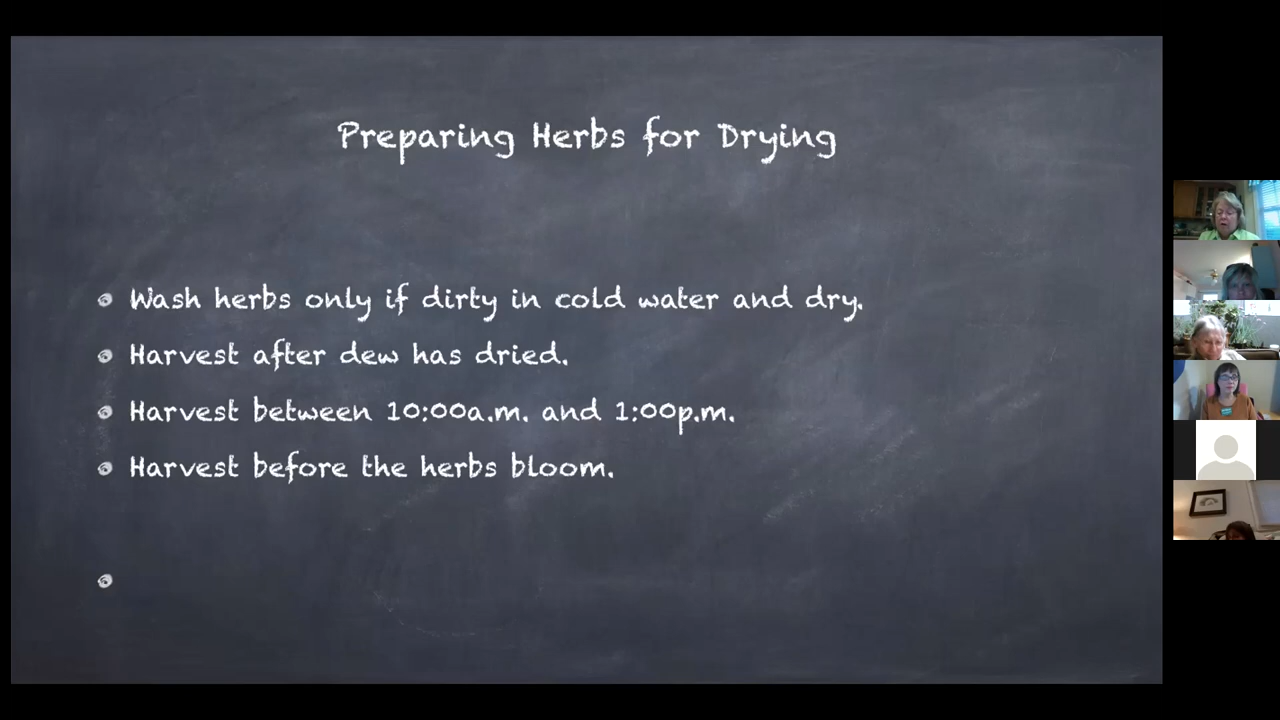 Preparing Herbs for Drying
Wash herbs only if dirty in cold water and dry.
Harvest after dew has dried.
Harvest between 10:00a.m. and 1:00p.m.
Harvest before the herbs bloom.